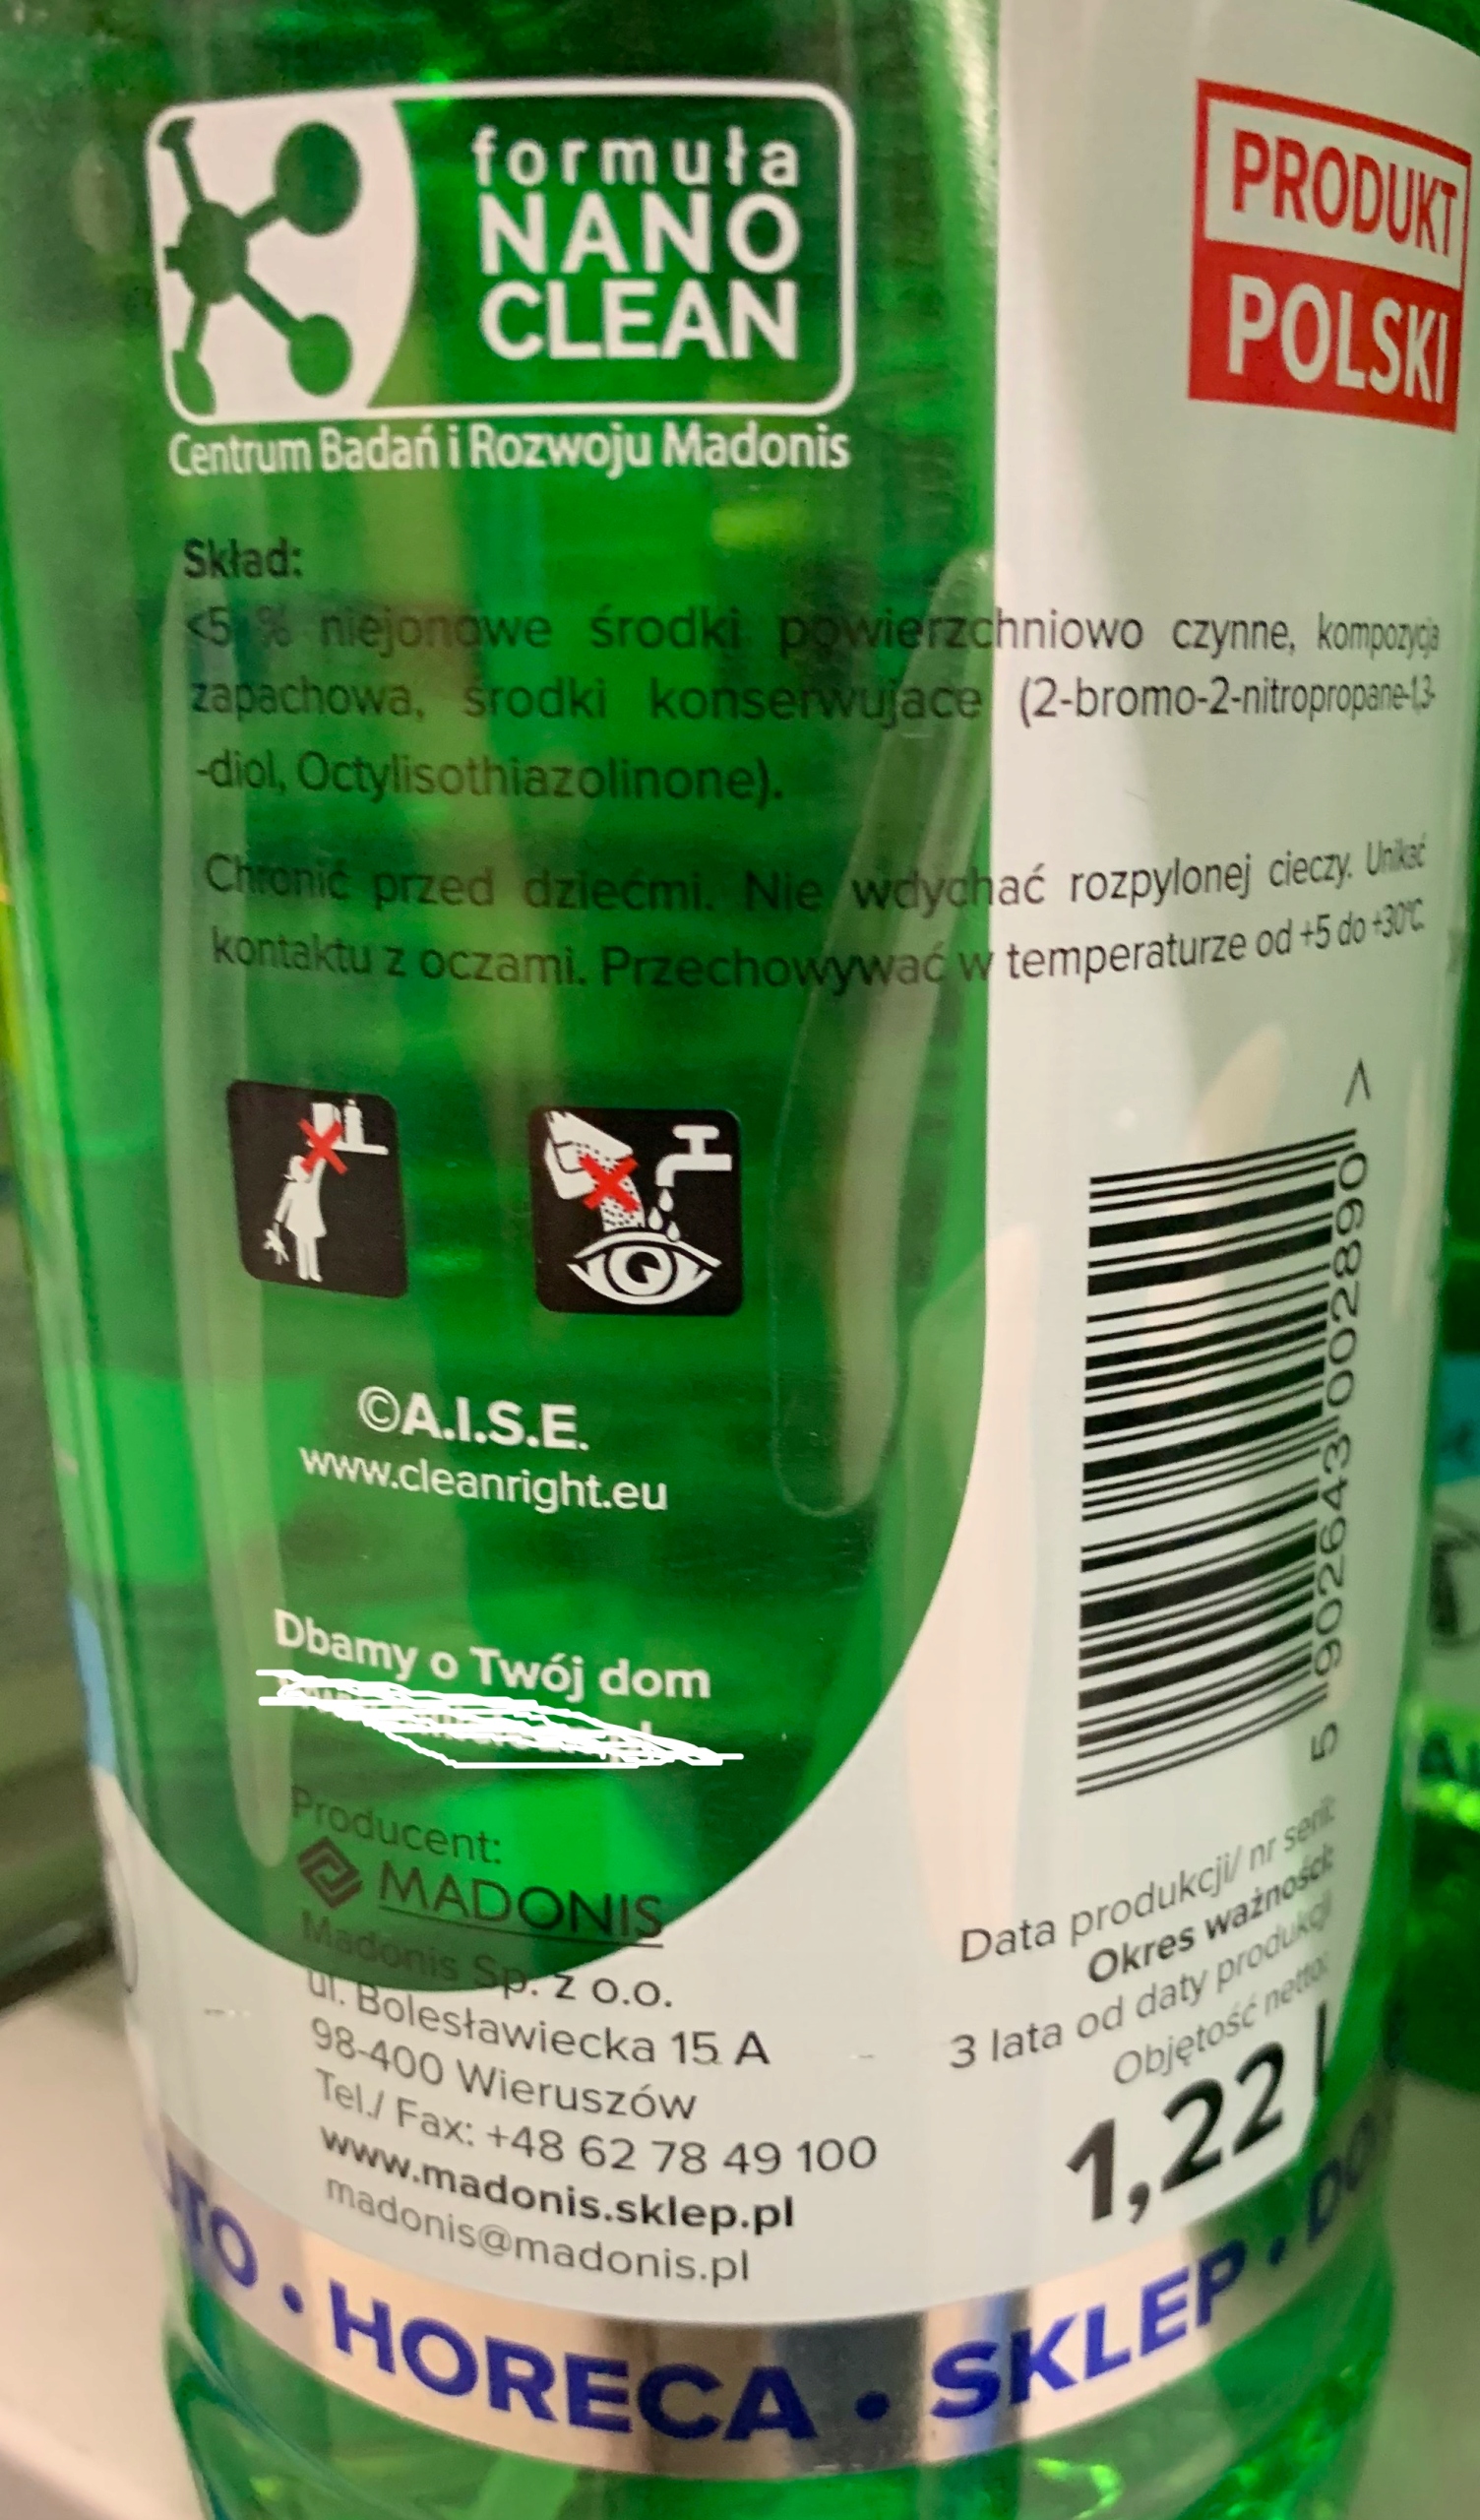 formuła
NANO
CLEAN
Centrum Badań i Rozwoju Madonis
PRODUKT
POLSKI
Skład:
<5 % niejonowe środki powierzchniowo czynne, kompozycja
zapachowa, środki konserwujące (2-bromo-2-nitropropane-1,3-
-diol, Octylisothiazolinone).
Chronić przed dziećmi. Nie wdychać rozpylonej cieczy. Unikać
kontaktu z oczami. Przechowywać w temperaturze od +5 do +30°C.
©A.I.S.E.
www.cleanright.eu
Dbamy o Twój dom
Producent:
MADONIS
Madonis Sp. z o.o.
ul. Bolesławiecka 15 A
98-400 Wieruszów
Tel./ Fax: +48 62 78 49 100
www.madonis.sklep.pl
madonis@madonis.pl
5 902643 002890 >
Data produkcji/ nr serii:
Okres ważności:
3 lata od daty produkcji
Objętość netto:
1,22 l
• HORECA • SKLEP •